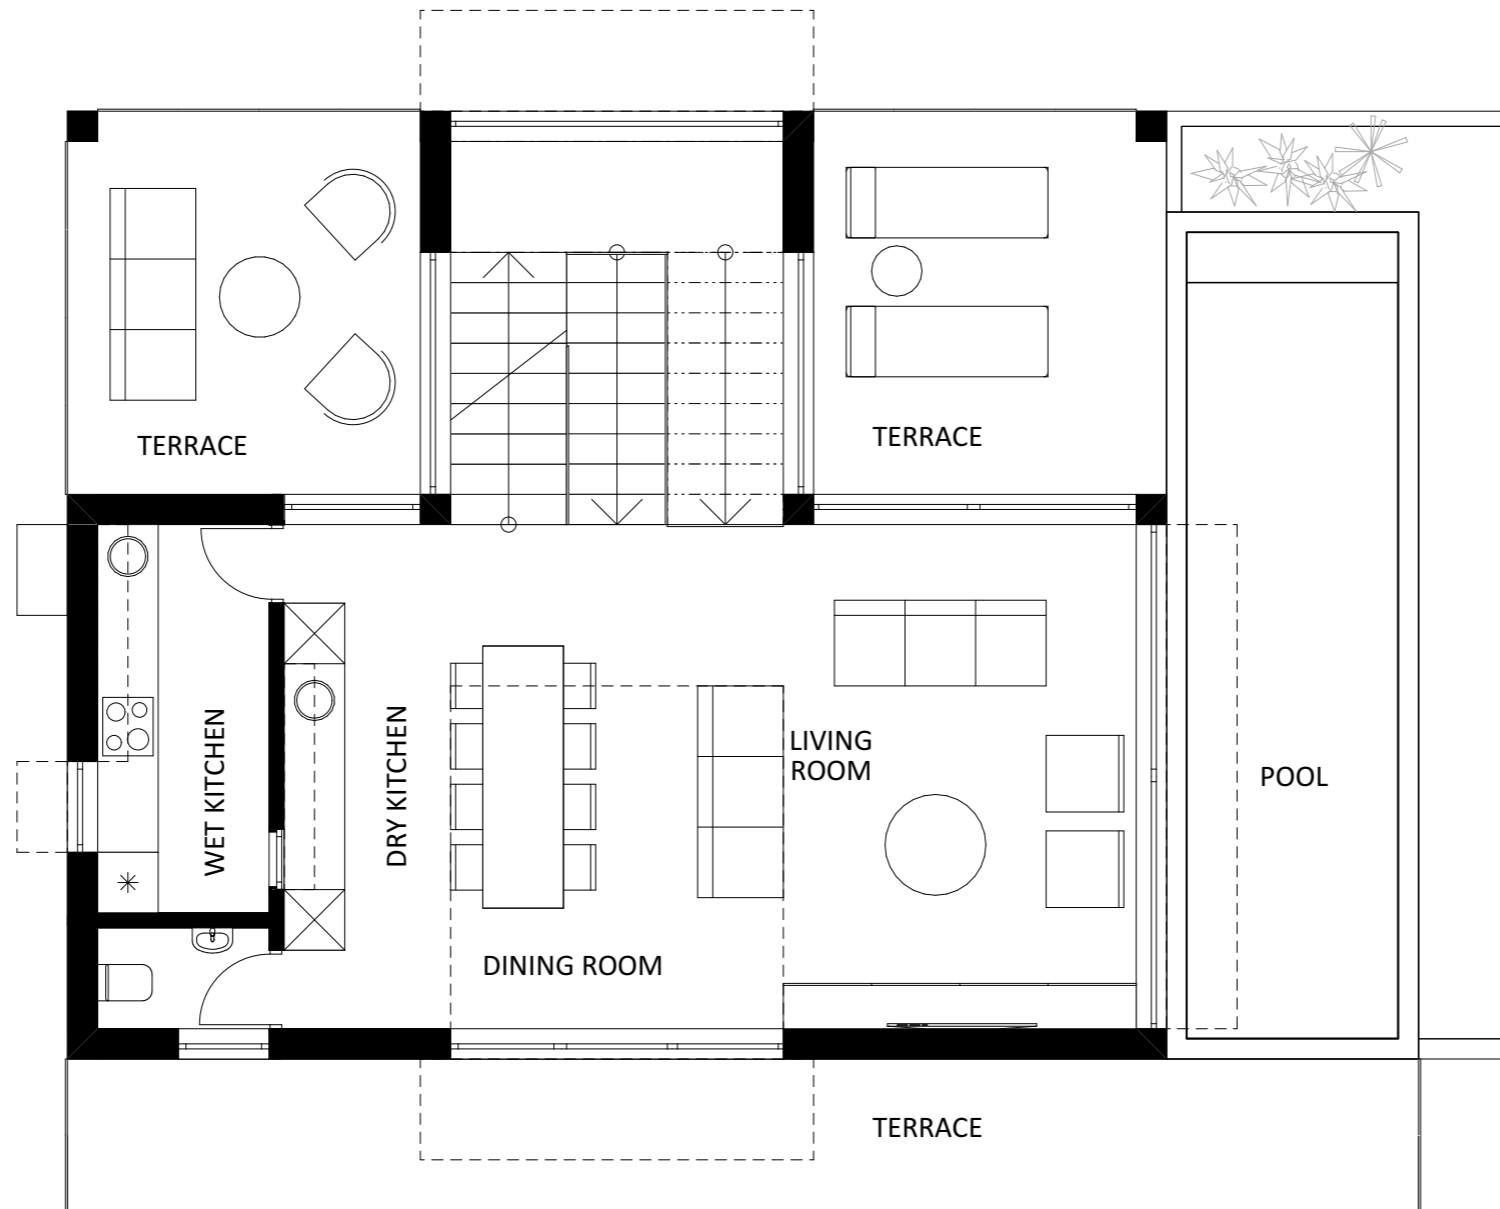 TERRACE
TERRACE
WET KITCHEN
DRY KITCHEN
LIVING
ROOM
POOL
DINING ROOM
TERRACE